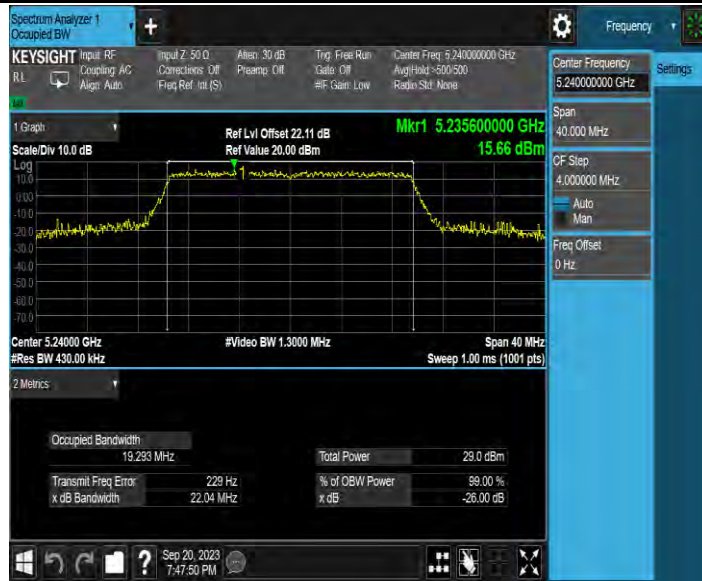 Spectrum Analyzer 1
Occupied BW
+
Frequency
KEYSIGHT
RL
Input: RF
Coupling: AC
Align: Auto
Input Z: 50 Ω
Corrections: Off
Freq Ref: Int (S)
Atten: 30 dB
Preamp: Off
Trig: Free Run
Gate: Off
#IF Gain: Low
Center Freq: 5.240000000 GHz
Avg|Hold:>500/500
Radio Std: None
Center Frequency
5.240000000 GHz
Settings
Span
40.000 MHz
CF Step
4.000000 MHz
Auto
Man
Freq Offset
0 Hz
1 Graph
Scale/Div 10.0 dB
Ref Lvl Offset 22.11 dB
Ref Value 20.00 dBm
Mkr1 5.235600000 GHz
15.66 dBm
Log
10.0
0.00
-10.0
-20.0
-30.0
-40.0
-50.0
-60.0
-70.0
1
Center 5.24000 GHz
#Res BW 430.00 kHz
#Video BW 1.3000 MHz
Span 40 MHz
Sweep 1.00 ms (1001 pts)
2 Metrics
Occupied Bandwidth
19.293 MHz
Total Power 29.0 dBm
Transmit Freq Error 229 Hz
% of OBW Power 99.00 %
x dB Bandwidth 22.04 MHz
x dB -26.00 dB
?
Sep 20, 2023
7:47:50 PM